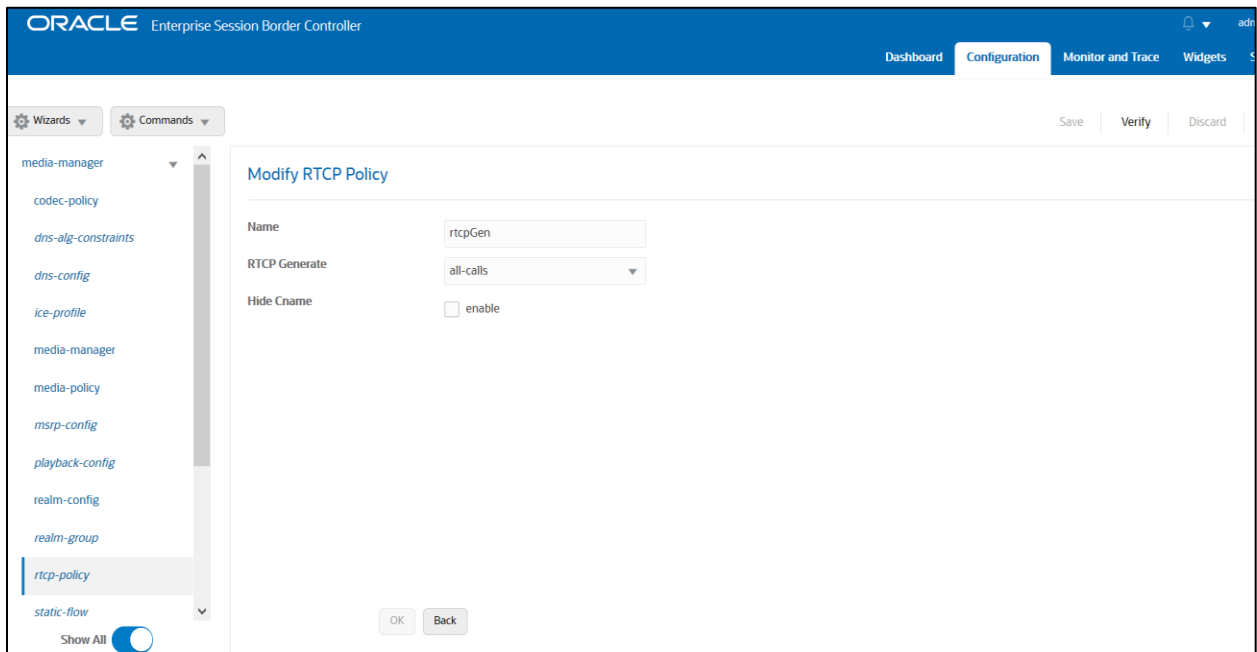 ORACLE Enterprise Session Border Controller
Dashboard Configuration Monitor and Trace Widgets
Wizards Commands Save Verify Discard
media-manager
codec-policy
dns-alg-constraints
dns-config
ice-profile
media-manager
media-policy
msrp-config
playback-config
realm-config
realm-group
rtcp-policy
static-flow
Show All
Modify RTCP Policy
Name rtcpGen
RTCP Generate all-calls
Hide Cname enable
OK Back